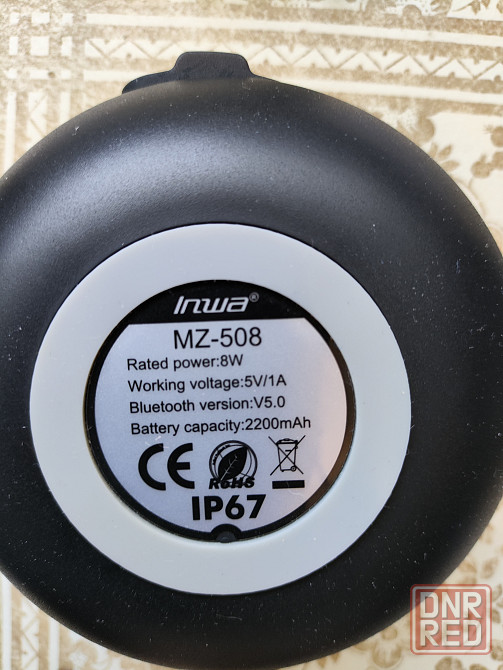 Inwa®
MZ-508
Rated power:8W
Working voltage:5V/1A
Bluetooth version:V5.0
Battery capacity:2200mAh
CE
RoHS
IP67
DNR
RED